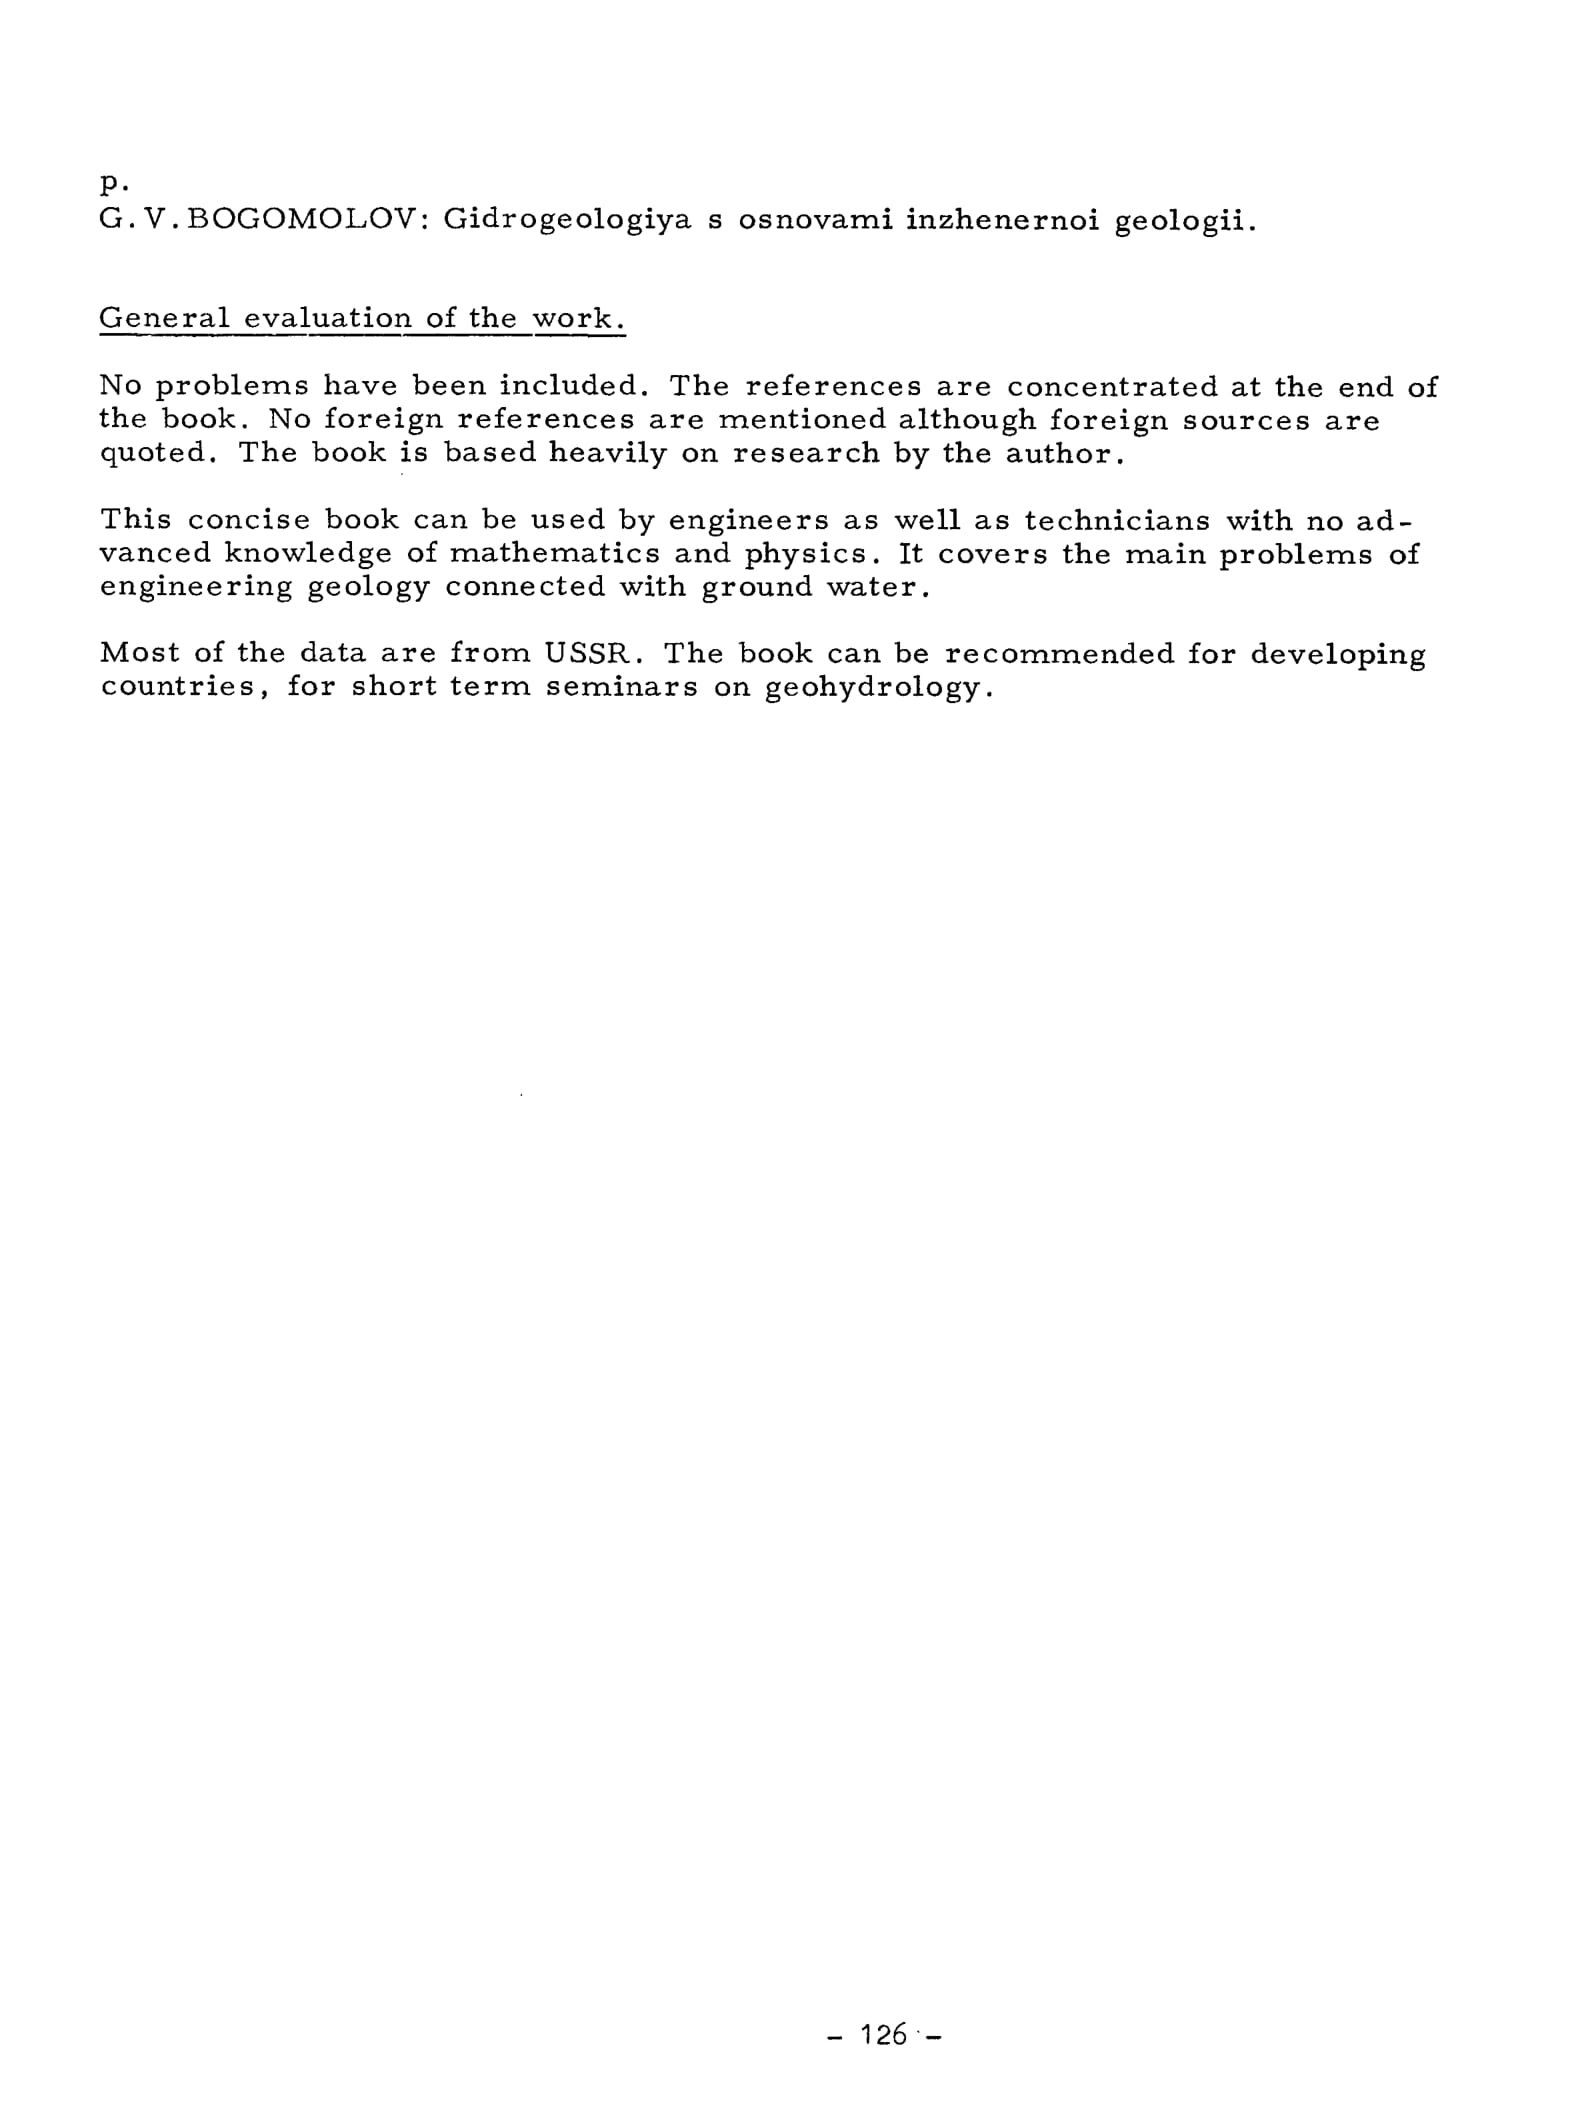 p.
G.V.BOGOMOLOV: Gidrogeologiya s osnovami inzhenernoi geologii.
General evaluation of the work.
No problems have been included. The references are concentrated at the end of
the book. No foreign references are mentioned although foreign sources are
quoted. The book is based heavily on research by the author.
This concise book can be used by engineers as well as technicians with no ad-
vanced knowledge of mathematics and physics. It covers the main problems of
engineering geology connected with ground water.
Most of the data are from USSR. The book can be recommended for developing
countries, for short term seminars on geohydrology.
- 126 -